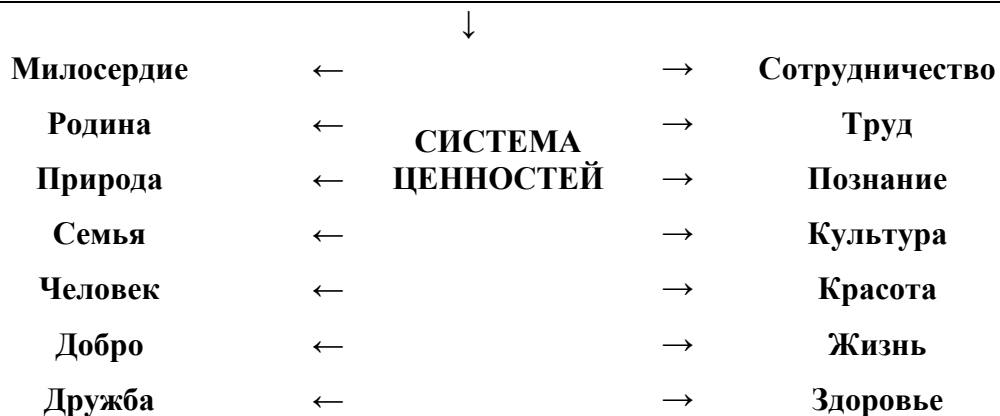 ↓
Милосердие ← → Сотрудничество
Родина ← → Труд
СИСТЕМА
ЦЕННОСТЕЙ
Природа ← → Познание
Семья ← → Культура
Человек ← → Красота
Добро ← → Жизнь
Дружба ← → Здоровье